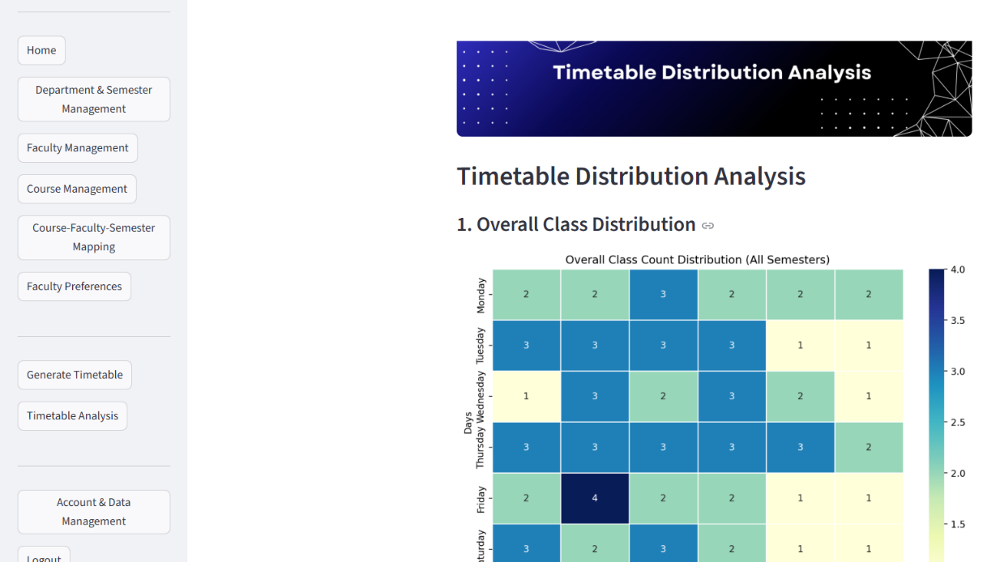 Home
Department & Semester
Management
Faculty Management
Course Management
Course-Faculty-Semester
Mapping
Faculty Preferences
Generate Timetable
Timetable Analysis
Account & Data
Management
Logout
Timetable Distribution Analysis
Timetable Distribution Analysis
1. Overall Class Distribution
Overall Class Count Distribution (All Semesters)
Days
Monday 2 2 3 2 2 2
Tuesday 3 3 3 3 1 1
Wednesday 1 3 2 3 2 1
Thursday 3 3 3 3 3 2
Friday 2 4 2 2 1 1
turday 3 2 3 2 1 1
4.0
3.5
3.0
2.5
2.0
1.5